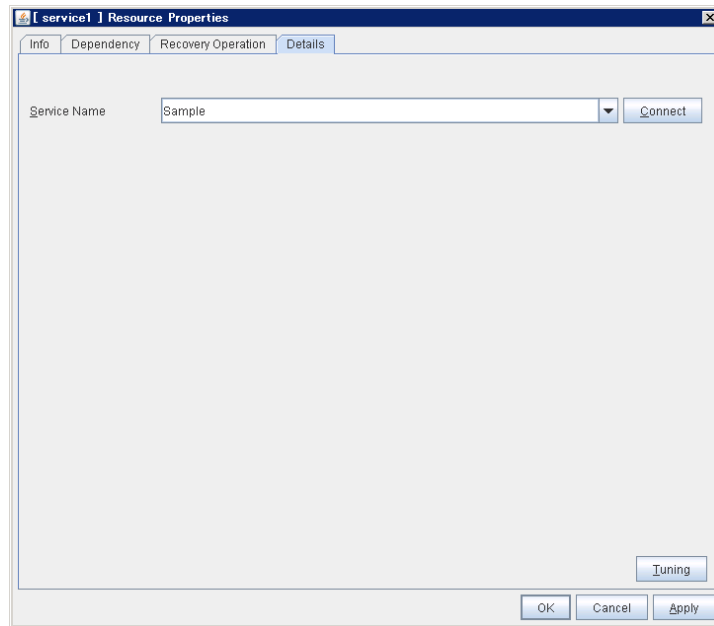 [ service1 ] Resource Properties
Info Dependency Recovery Operation Details
Service Name Sample Connect
Tuning
OK Cancel Apply